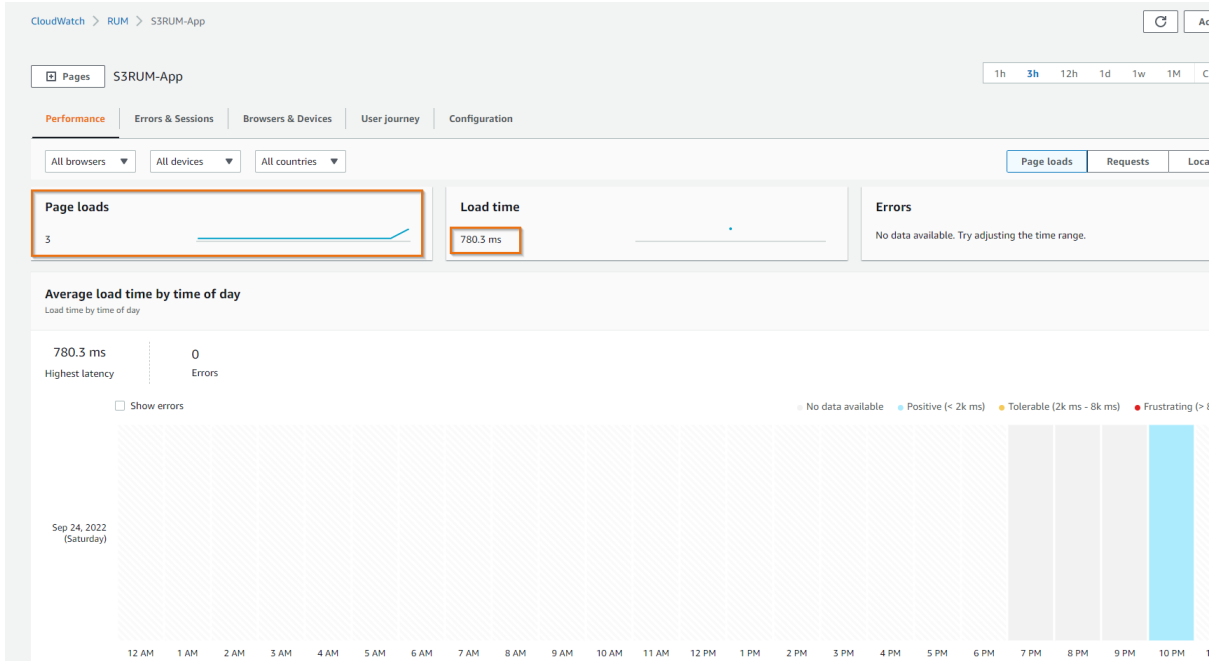 CloudWatch > RUM > S3RUM-App
Ac
Pages S3RUM-App
1h 3h 12h 1d 1w 1M C
Performance Errors & Sessions Browsers & Devices User journey Configuration
All browsers All devices All countries
Page loads Requests Loca
Page loads Load time Errors
3 780.3 ms No data available. Try adjusting the time range.
Average load time by time of day
Load time by time of day
780.3 ms 0
Highest latency Errors
Show errors
No data available Positive (< 2k ms) Tolerable (2k ms - 8k ms) Frustrating (> 8
Sep 24, 2022
(Saturday)
12 AM 1 AM 2 AM 3 AM 4 AM 5 AM 6 AM 7 AM 8 AM 9 AM 10 AM 11 AM 12 PM 1 PM 2 PM 3 PM 4 PM 5 PM 6 PM 7 PM 8 PM 9 PM 10 PM 1